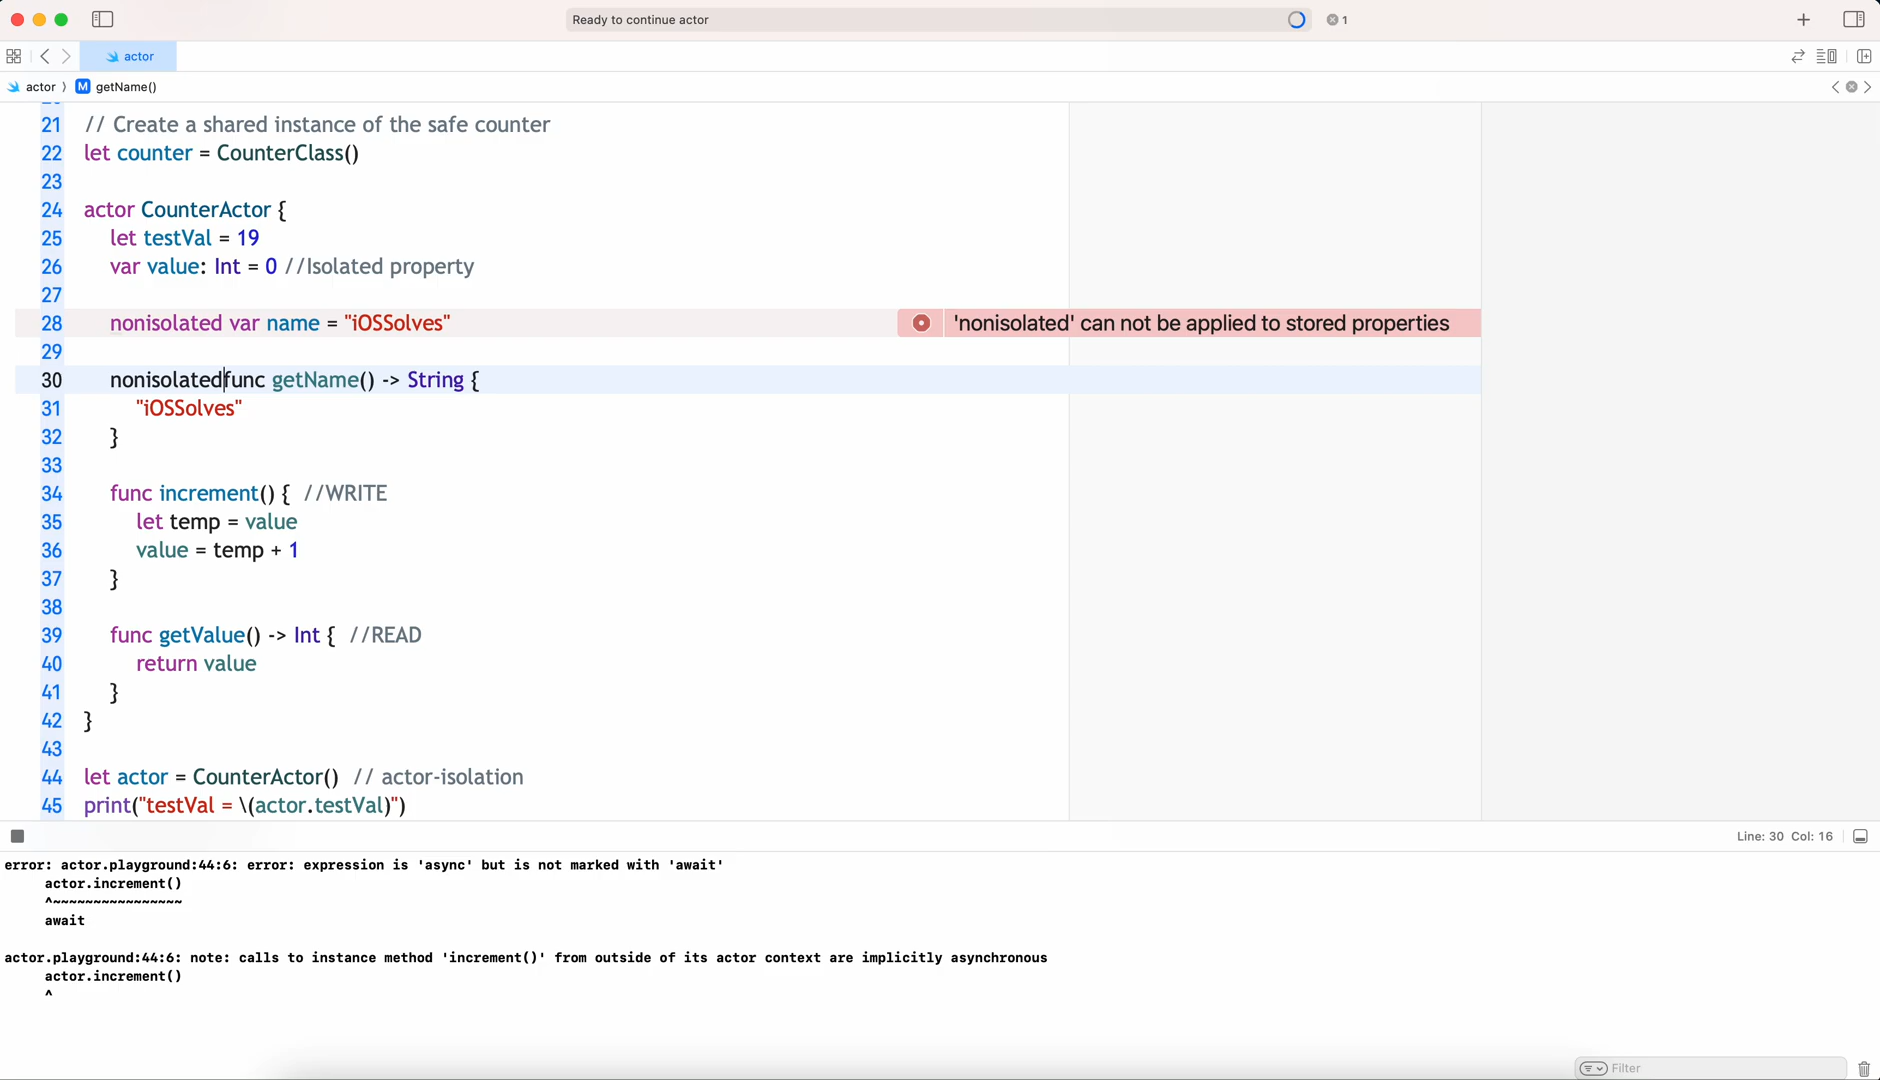 Ready to continue actor
1
actor
actor
M getName()
21 // Create a shared instance of the safe counter
22 let counter = CounterClass()
23
24 actor CounterActor {
25 let testVal = 19
26 var value: Int = 0 //Isolated property
27
28 nonisolated var name = "iOSSolves"
'nonisolated' can not be applied to stored properties
29
30 nonisolatedfunc getName() -> String {
31 "iOSSolves"
32 }
33
34 func increment() { //WRITE
35 let temp = value
36 value = temp + 1
37 }
38
39 func getValue() -> Int { //READ
40 return value
41 }
42 }
43
44 let actor = CounterActor() // actor-isolation
45 print("testVal = \(actor.testVal)")
Line: 30 Col: 16
error: actor.playground:44:6: error: expression is 'async' but is not marked with 'await'
actor.increment()
^~~~~~~~~~~~~~~~~
await
actor.playground:44:6: note: calls to instance method 'increment()' from outside of its actor context are implicitly asynchronous
actor.increment()
^
Filter